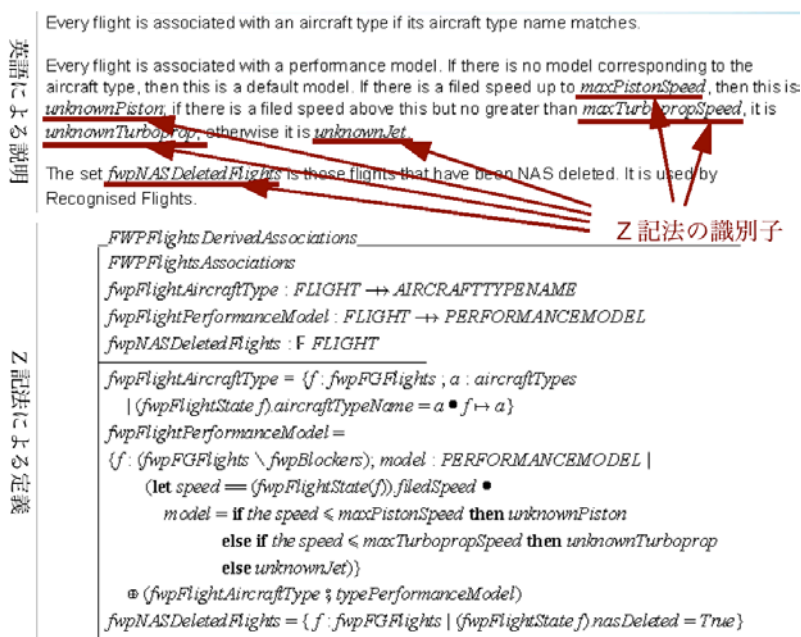 英語による説明
Every flight is associated with an aircraft type if its aircraft type name matches.
Every flight is associated with a performance model. If there is no model corresponding to the
aircraft type, then this is a default model. If there is a filed speed up to maxPistonSpeed, then this is
unknownPiston; if there is a filed speed above this but no greater than maxTurbopropSpeed, it is
unknownTurboprop; otherwise it is unknownJet.
The set fwpNASDeletedFlights is those flights that have been NAS deleted. It is used by
Recognised Flights.
Z 記法の識別子
Z 記法による定義
FWPFlightsDerivedAssociations
FWPFlightsAssociations
fwpFlightAircraftType : FLIGHT ⇸ AIRCRAFTTYPENAME
fwpFlightPerformanceModel : FLIGHT ⇸ PERFORMANCEMODEL
fwpNASDeletedFlights : 𝔽 FLIGHT
fwpFlightAircraftType = {f : fwpFGFlights ; a : aircraftTypes
| (fwpFlightState f).aircraftTypeName = a ● f ↦ a}
fwpFlightPerformanceModel =
{f : (fwpFGFlights \ fwpBlockers); model : PERFORMANCEMODEL |
(let speed == (fwpFlightState(f)).filedSpeed ●
model = if the speed ⩽ maxPistonSpeed then unknownPiston
else if the speed ⩽ maxTurbopropSpeed then unknownTurboprop
else unknownJet)}
⊕ (fwpFlightAircraftType ⨟ typePerformanceModel)
fwpNASDeletedFlights = { f : fwpFGFlights | (fwpFlightState f).nasDeleted = True}